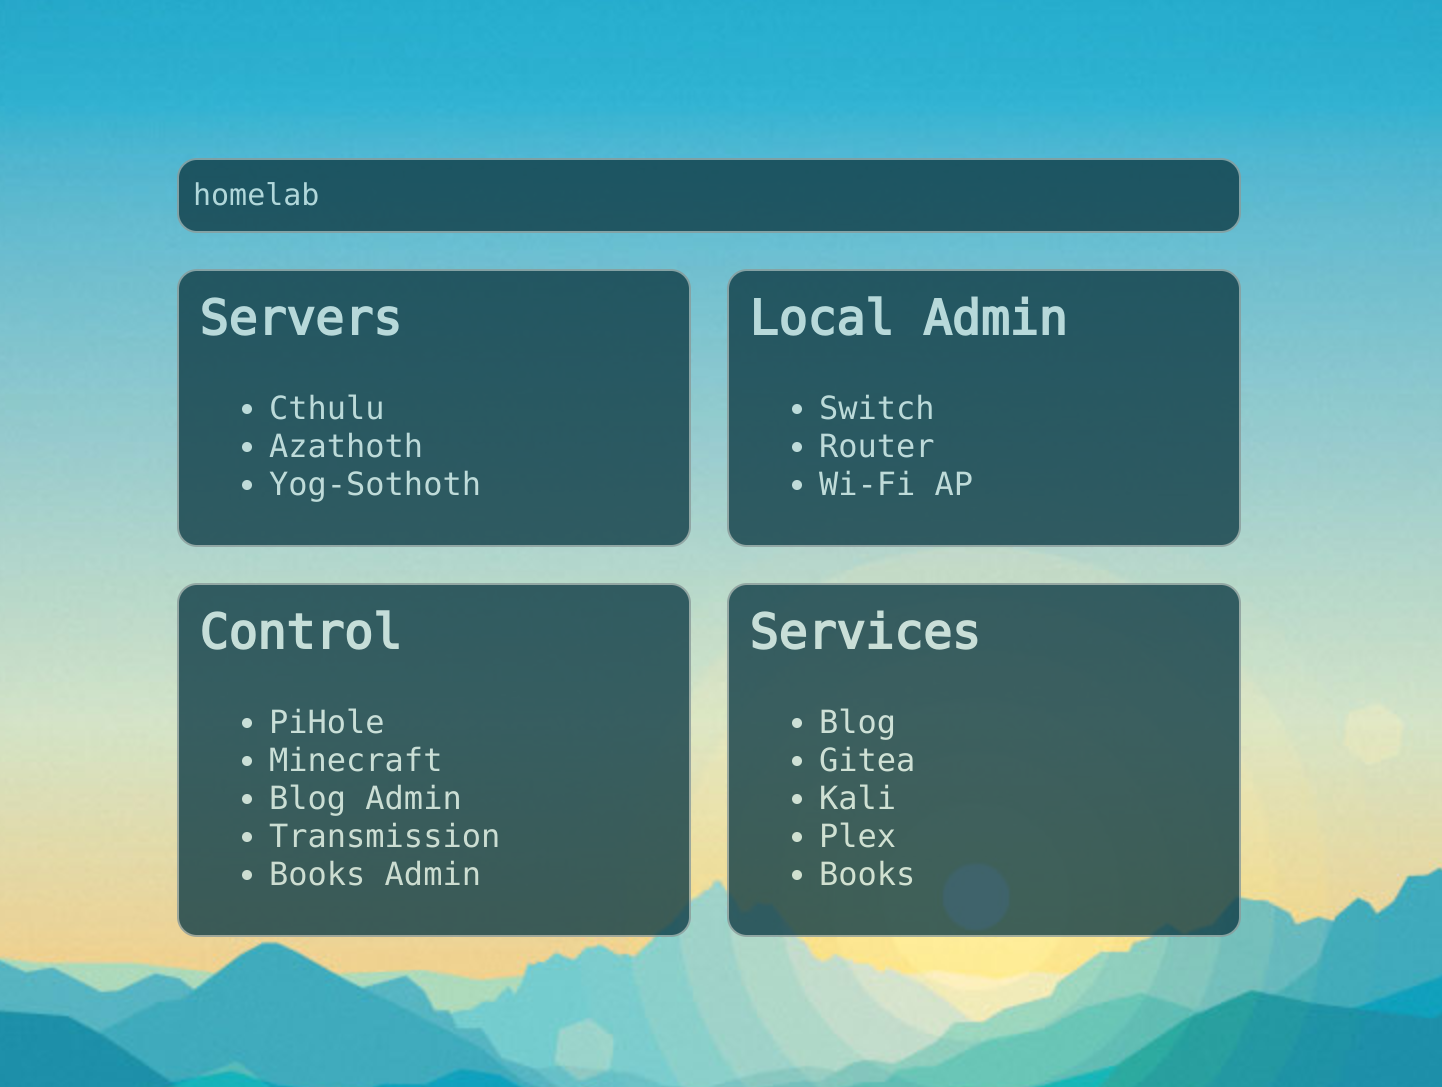 homelab
Servers
Cthulu
Azathoth
Yog-Sothoth
Local Admin
Switch
Router
Wi-Fi AP
Control
PiHole
Minecraft
Blog Admin
Transmission
Books Admin
Services
Blog
Gitea
Kali
Plex
Books